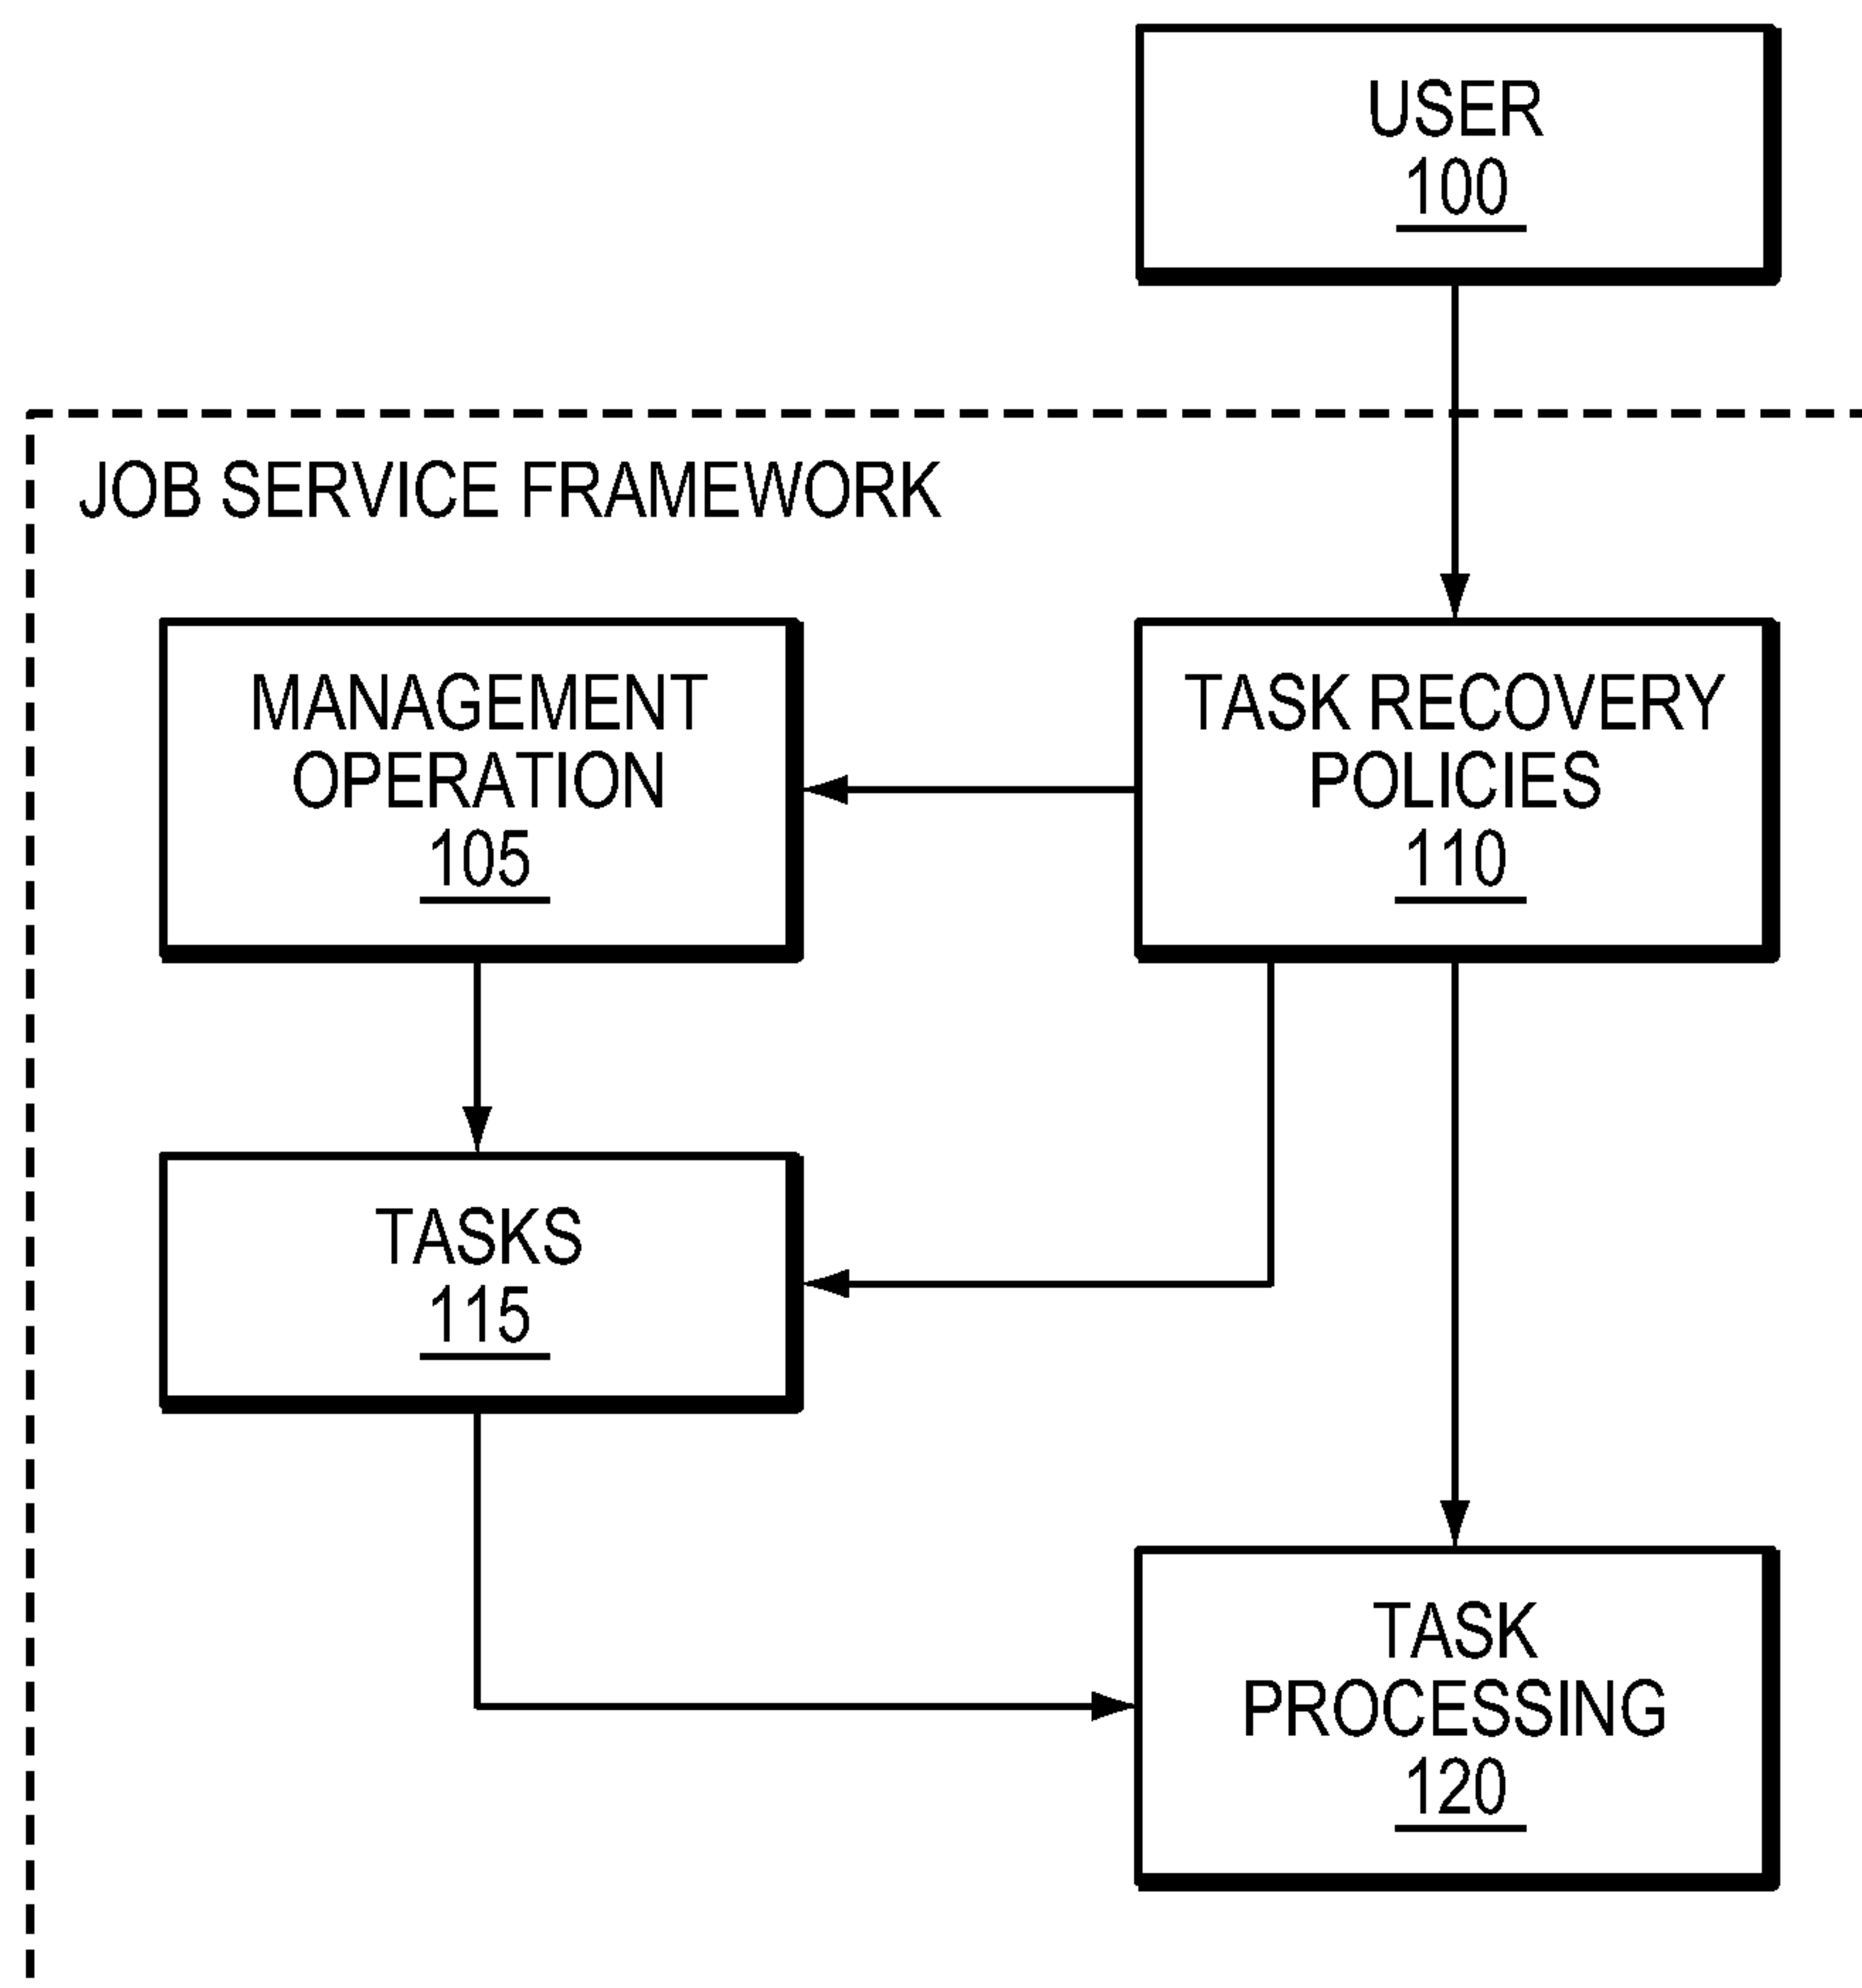 USER
100
JOB SERVICE FRAMEWORK
MANAGEMENT
OPERATION
105
TASK RECOVERY
POLICIES
110
TASKS
115
TASK
PROCESSING
120